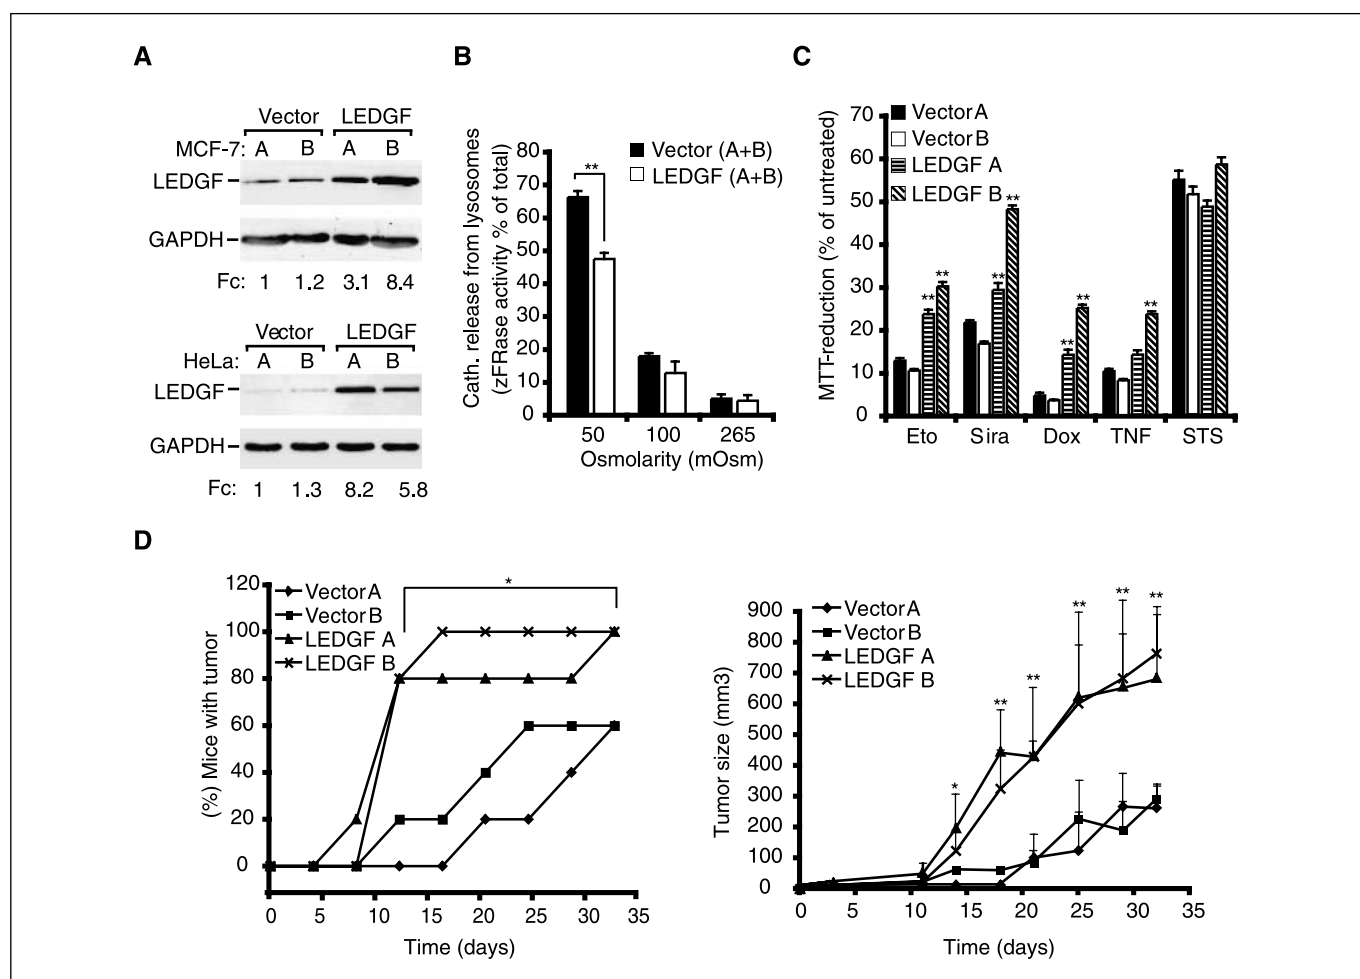 A
Vector LEDGF
MCF-7: A B A B
LEDGF
GAPDH
Fc: 1 1.2 3.1 8.4
Vector LEDGF
HeLa: A B A B
LEDGF
GAPDH
Fc: 1 1.3 8.2 5.8
B
Cath. release from lysosomes
(zFRase activity % of total)
80
70
60
50
40
30
20
10
0
**
Vector (A+B)
LEDGF (A+B)
50 100 265
Osmolarity (mOsm)
C
MTT-reduction (% of untreated)
70
60
50
40
30
20
10
0
Vector A
Vector B
LEDGF A
LEDGF B
** ** ** ** ** ** **
Eto Sira Dox TNF STS
D
(%) Mice with tumor
120
100
80
60
40
20
0
Vector A
Vector B
LEDGF A
LEDGF B
*
0 5 10 15 20 25 30 35
Time (days)
Tumor size (mm3)
900
800
700
600
500
400
300
200
100
0
Vector A
Vector B
LEDGF A
LEDGF B
* ** ** ** ** **
0 5 10 15 20 25 30 35
Time (days)